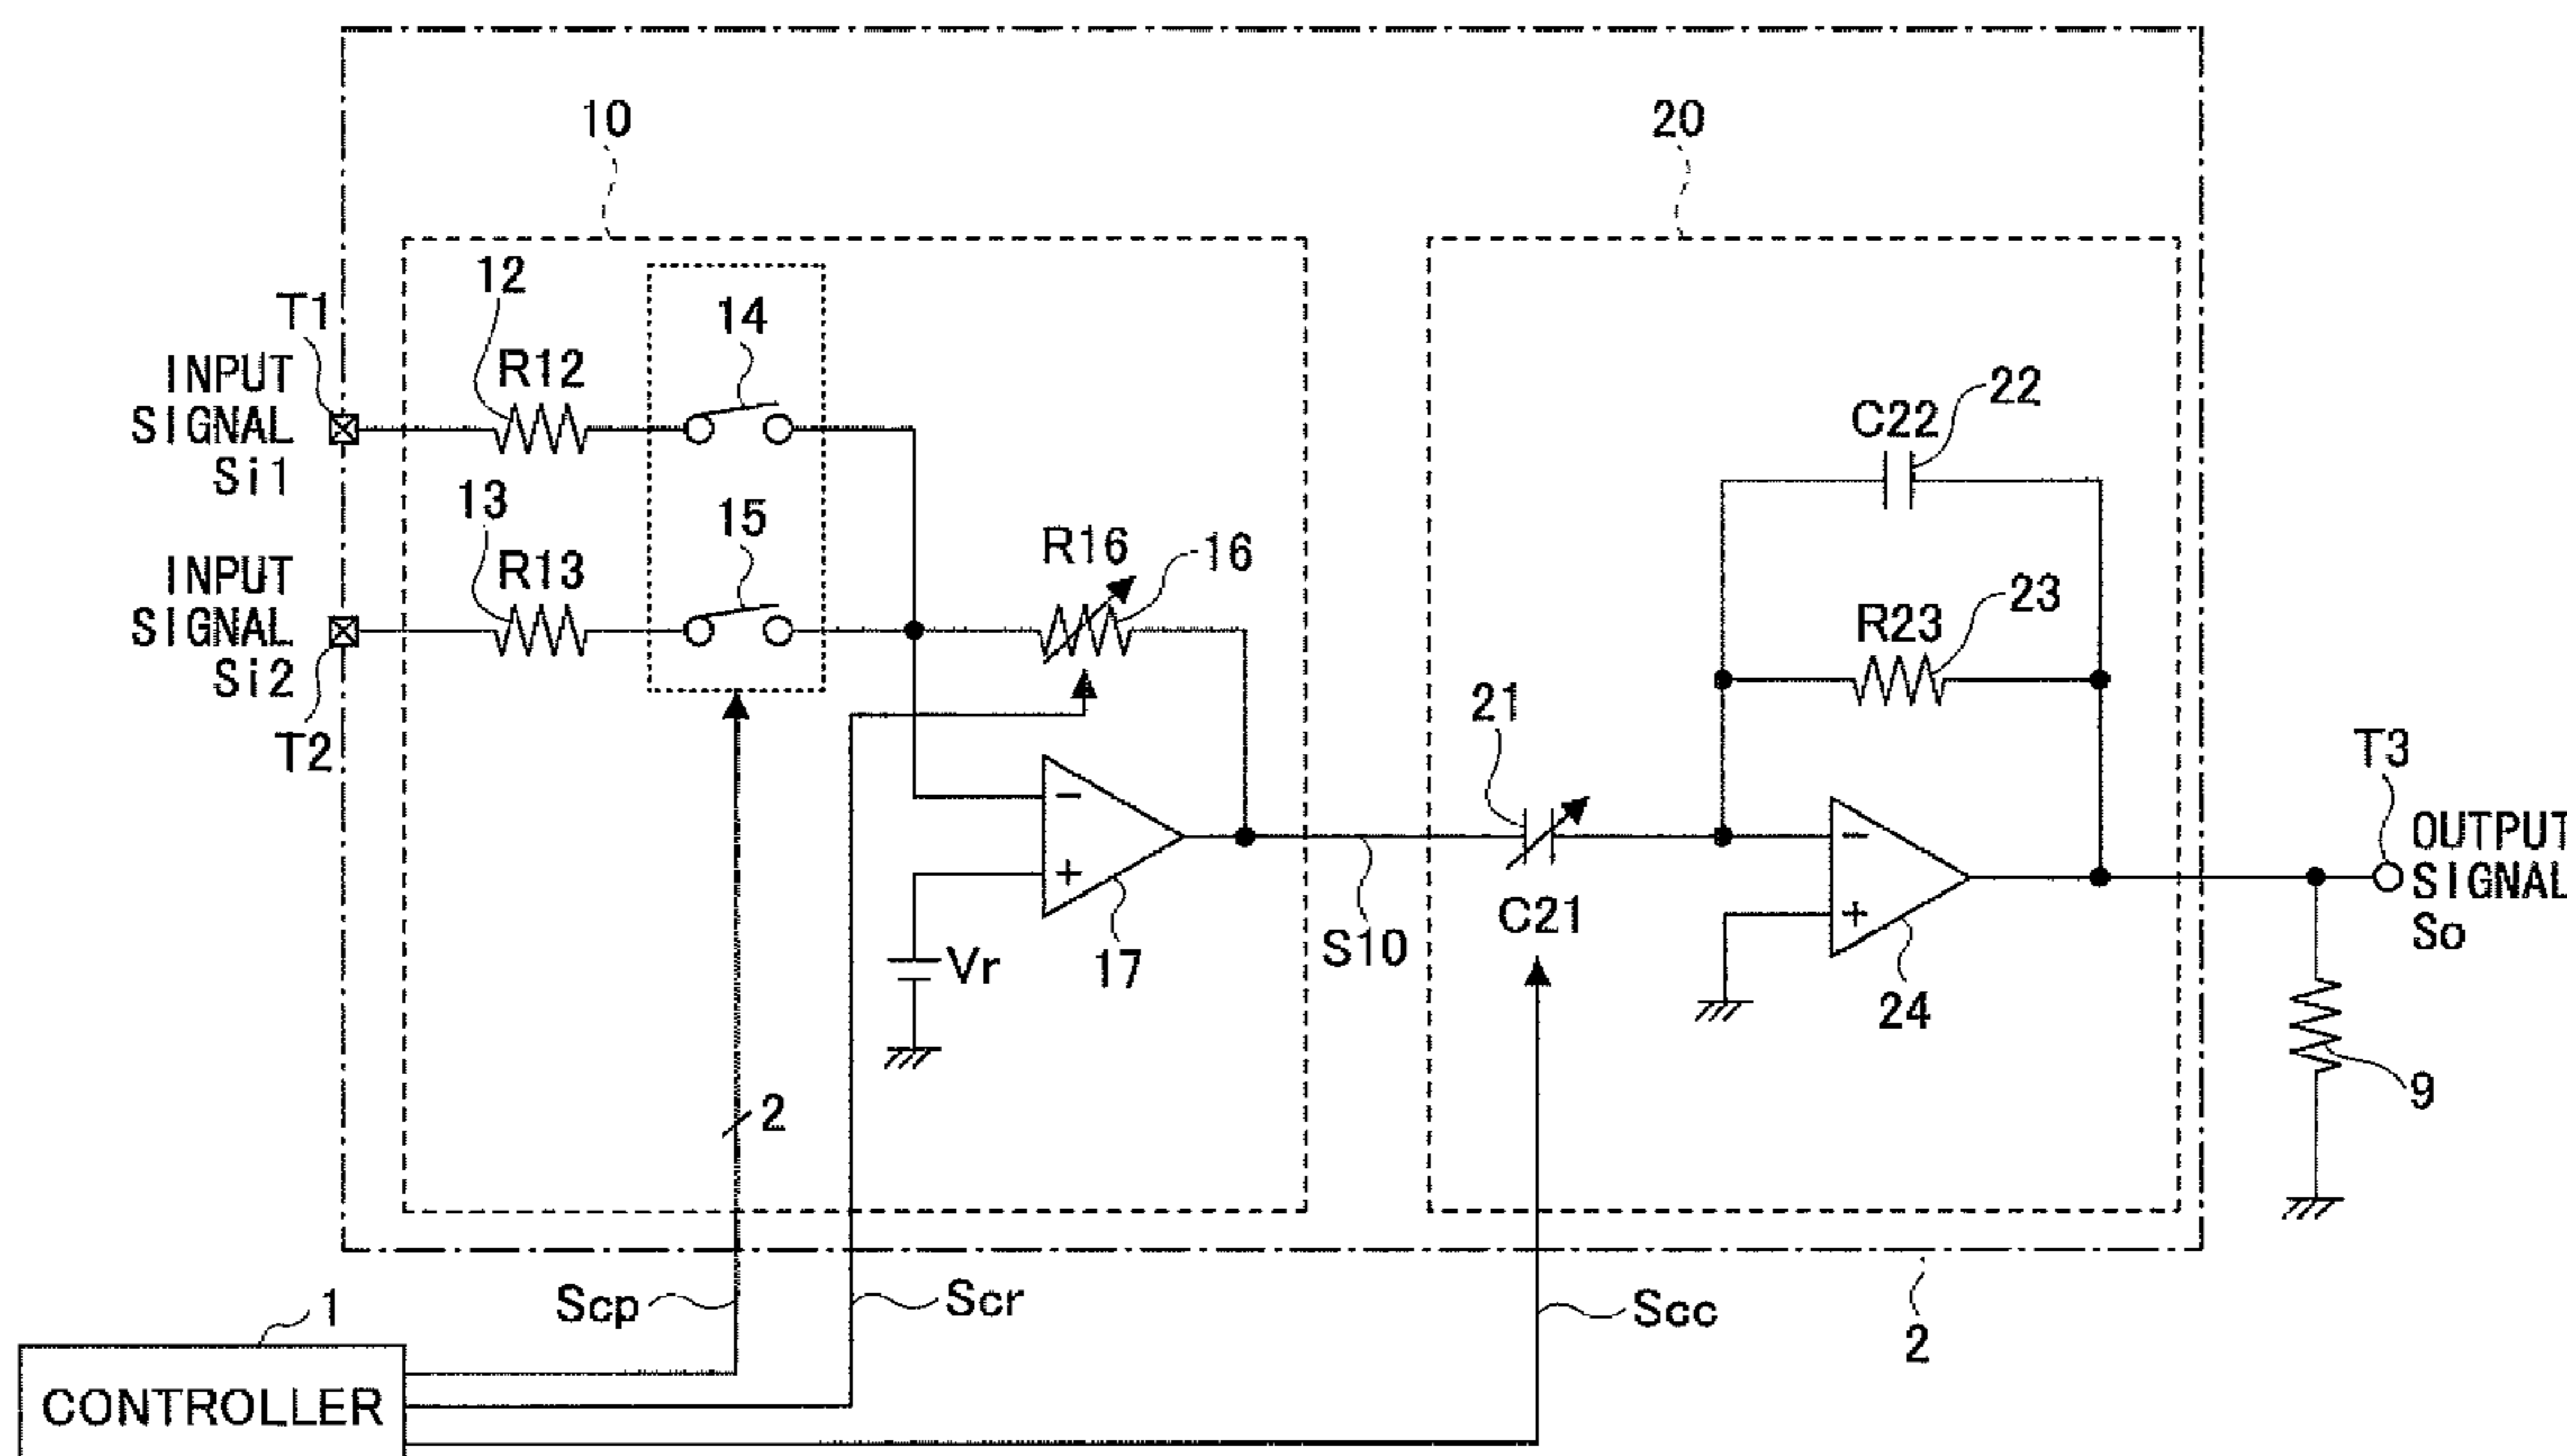 10
20
12
T1
14
INPUT
SIGNAL
Si1
R12
22
C22
13
15
R16
16
INPUT
SIGNAL
Si2
R13
23
R23
T2
21
T3
−
+
−
+
OUTPUT
SIGNAL
So
Vr
17
S10
C21
24
9
2
Scp
Scr
Scc
2
1
CONTROLLER